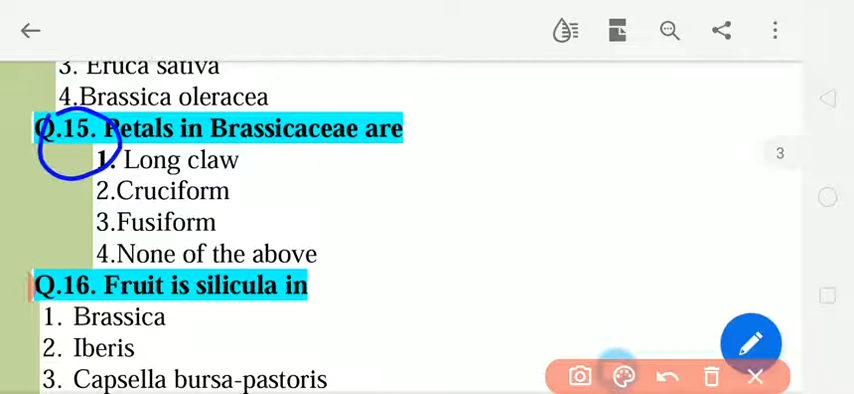 3. Eruca sativa
4.Brassica oleracea
Q.15. Petals in Brassicaceae are
1. Long claw
2.Cruciform
3.Fusiform
4.None of the above
3
Q.16. Fruit is silicula in
1. Brassica
2. Iberis
3. Capsella bursa-pastoris